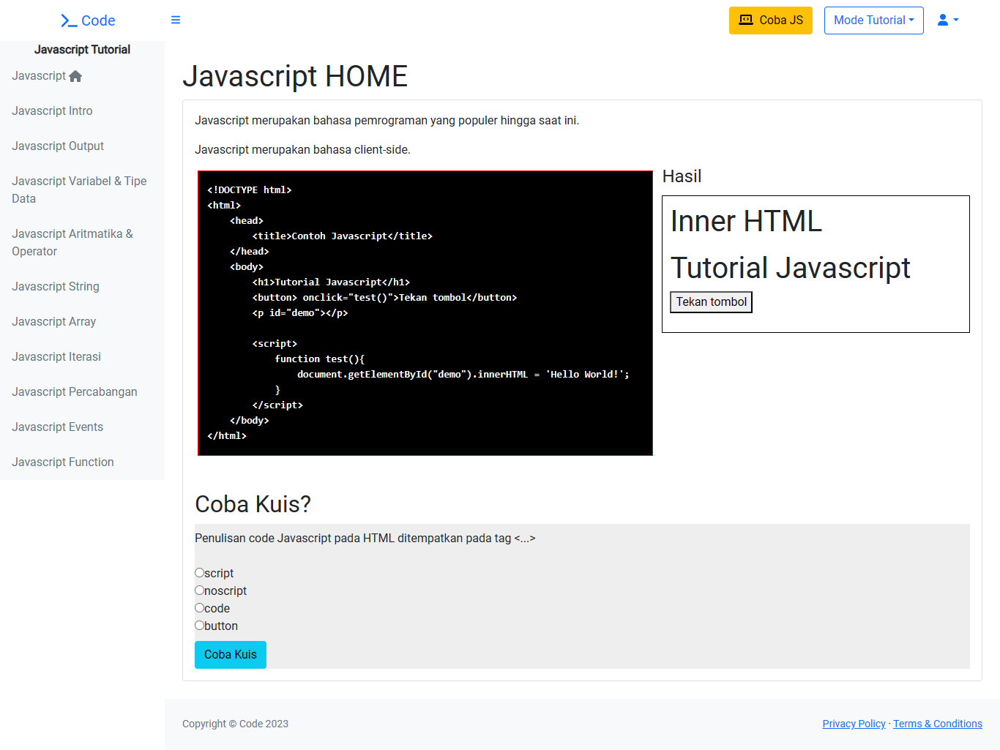 Code
Coba JS
Mode Tutorial
Javascript Tutorial
Javascript
Javascript Intro
Javascript Output
Javascript Variabel & Tipe
Data
Javascript Aritmatika &
Operator
Javascript String
Javascript Array
Javascript Iterasi
Javascript Percabangan
Javascript Events
Javascript Function
Javascript HOME
Javascript merupakan bahasa pemrograman yang populer hingga saat ini.
Javascript merupakan bahasa client-side.
<!DOCTYPE html>
<html>
    <head>
        <title>Contoh Javascript</title>
    </head>
    <body>
        <h1>Tutorial Javascript</h1>
        <button> onclick="test()">Tekan tombol</button>
        <p id="demo"></p>
        <script>
            function test(){
                document.getElementById("demo").innerHTML = 'Hello World!';
            }
        </script>
    </body>
</html>
Hasil
Inner HTML
Tutorial Javascript
Tekan tombol
Coba Kuis?
Penulisan code Javascript pada HTML ditempatkan pada tag <...>
script
noscript
code
button
Coba Kuis
Copyright © Code 2023
Privacy Policy · Terms & Conditions